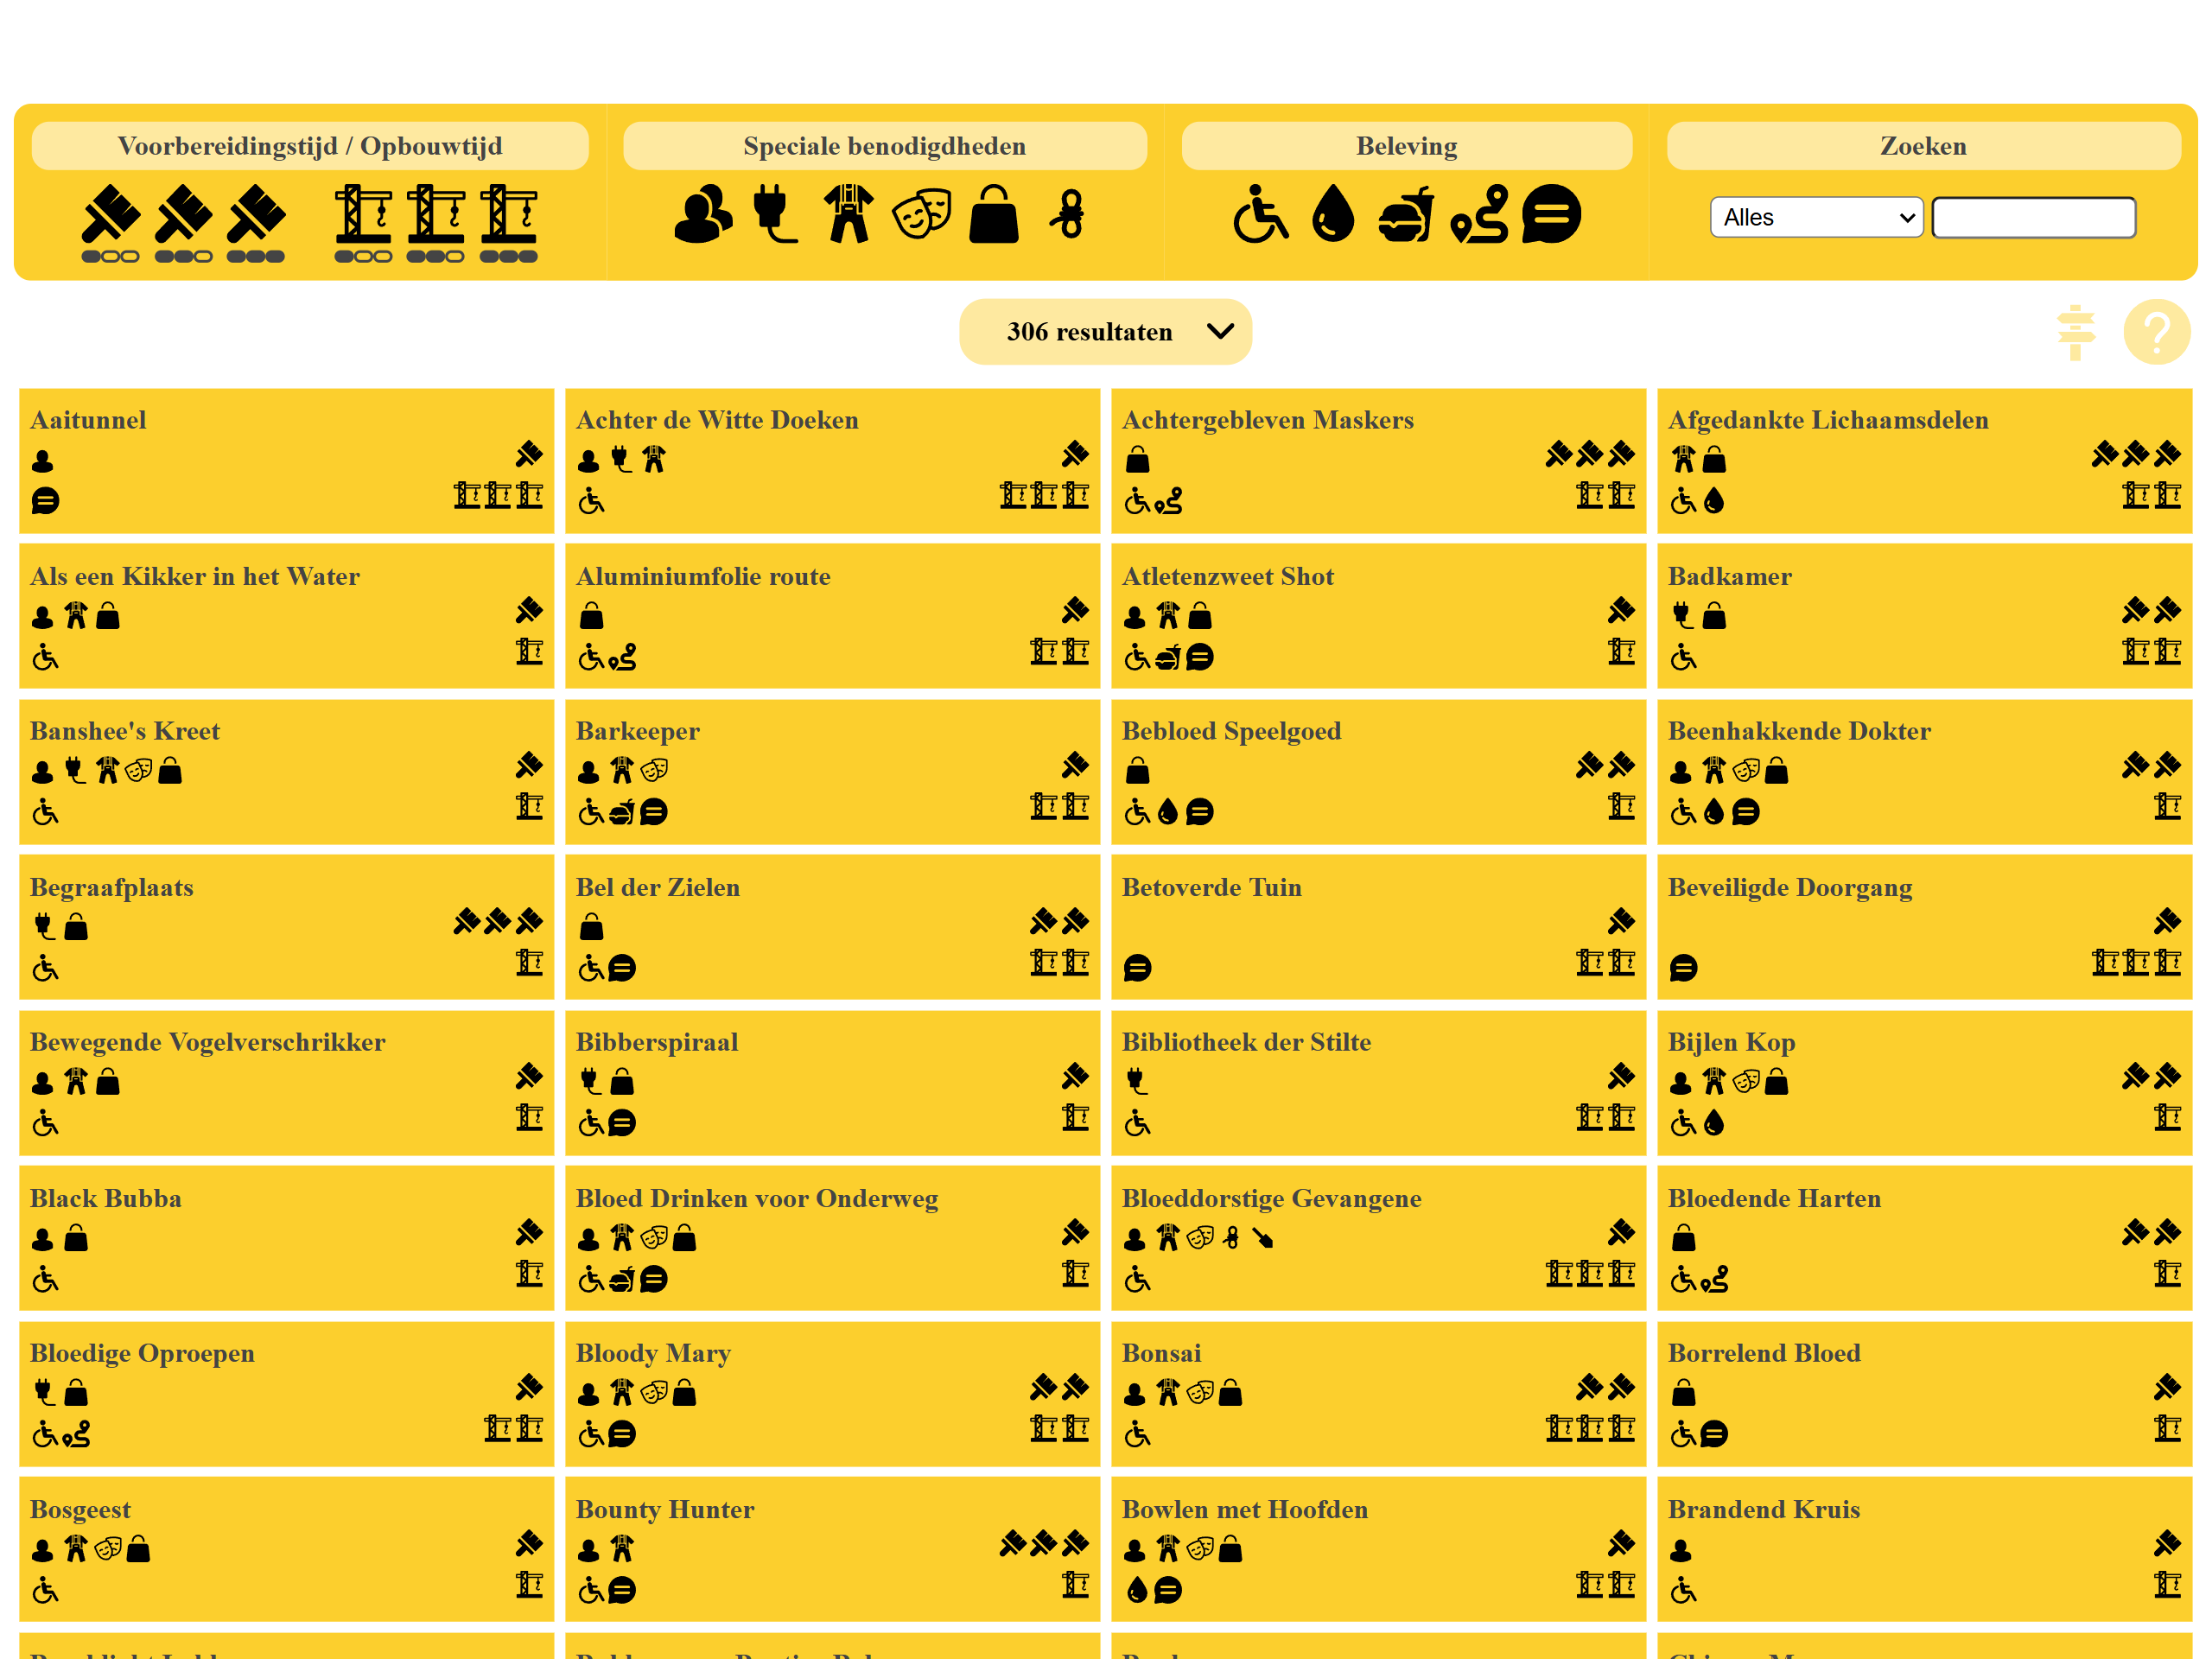 Voorbereidingstijd / Opbouwtijd
Speciale benodigdheden
Beleving
Zoeken
Alles
306 resultaten
?
Aaitunnel
Achter de Witte Doeken
Achtergebleven Maskers
Afgedankte Lichaamsdelen
Als een Kikker in het Water
Aluminiumfolie route
Atletenzweet Shot
Badkamer
Banshee's Kreet
Barkeeper
Bebloed Speelgoed
Beenhakkende Dokter
Begraafplaats
Bel der Zielen
Betoverde Tuin
Beveiligde Doorgang
Bewegende Vogelverschrikker
Bibberspiraal
Bibliotheek der Stilte
Bijlen Kop
Black Bubba
Bloed Drinken voor Onderweg
Bloeddorstige Gevangene
Bloedende Harten
Bloedige Oproepen
Bloody Mary
Bonsai
Borrelend Bloed
Bosgeest
Bounty Hunter
Bowlen met Hoofden
Brandend Kruis